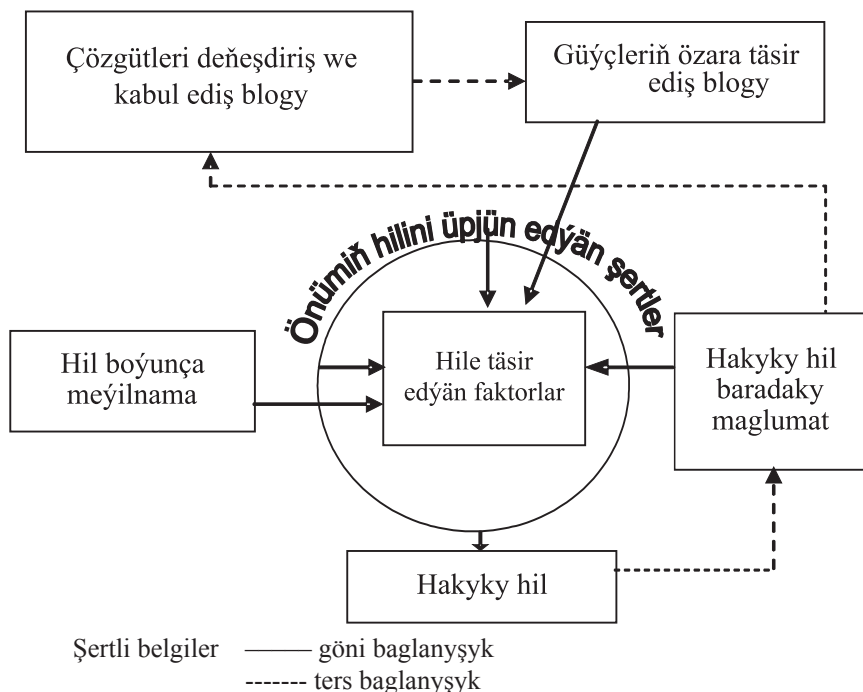 Çözgütleri deňeşdiriş we
kabul ediş blogy
Güýçleriň özara täsir
ediş blogy
Önümiň hilini üpjün edýän şertler
Hil boýunça
meýilnama
Hile täsir
edýän faktorlar
Hakyky hil
baradaky
maglumat
Hakyky hil
Şertli belgiler
göni baglanyşyk
ters baglanyşyk